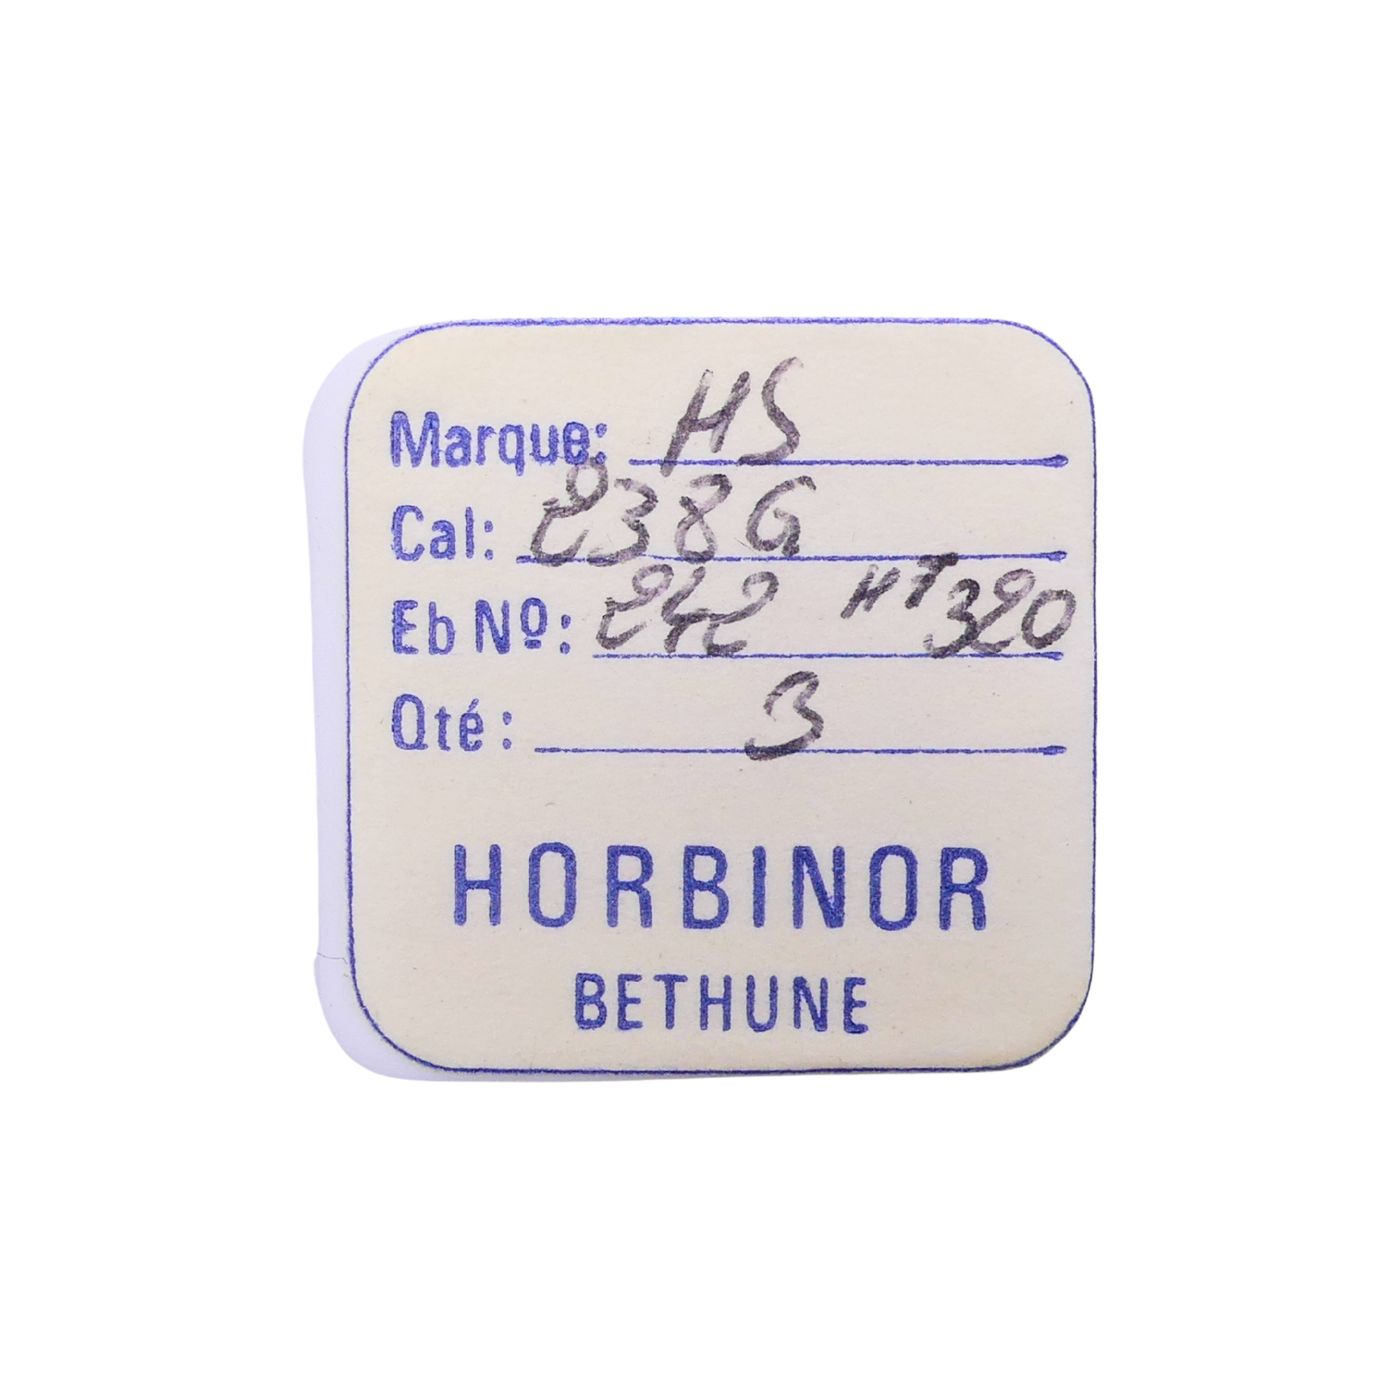 Marque: HS
Cal: 238G
Eb Nº: 242 HT 320
Qté: 3
HORBINOR
BETHUNE